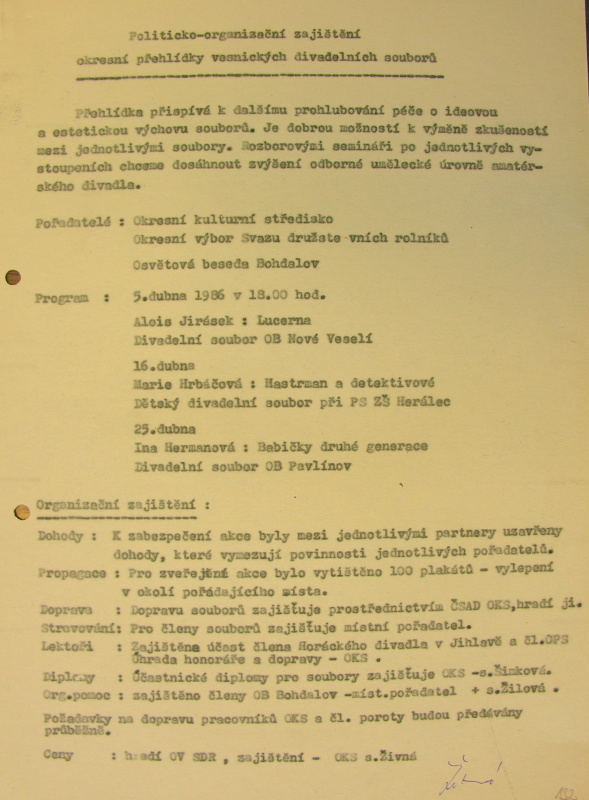 Politicko-organizační zajištění
okresní přehlídky vesnických divadelních souborů
Přehlídka přispívá k dalšímu prohlubování péče o ideovou
a estetickou výchovu souborů. Je dobrou možností k výměně zkušeností
mezi jednotlivými soubory. Rozborovými semináři po jednotlivých vy-
stoupeních chceme dosáhnout zvýšení odborné umělecké úrovně amatér-
ského divadla.
Pořadatelé : Okresní kulturní středisko
Okresní výbor Svazu družste vních rolníků
Osvětová beseda Bohdalov
Program : 5.dubna 1986 v 18.00 hod.
Alois Jirásek : Lucerna
Divadelní soubor OB Nové Veselí
16.dubna
Marie Hrbáčová : Hastrman a detektivové
Dětský divadelní soubor při PS ZŠ Herálec
25.dubna
Ina Hermanová : Babičky druhé generace
Divadelní soubor OB Pavlínov
Organizační zajištění :
Dohody : K zabezpečení akce byly mezi jednotlivými partnery uzavřeny
dohody, které vymezují povinnosti jednotlivých pořadatelů.
Propagace : Pro zveřejnění akce bylo vytištěno 100 plakátů - vylepení
v okolí pořádajícího místa.
Doprava : Dopravu souborů zajišťuje prostřednictvím ČSAD OKS,hradí ji.
Stravování: Pro členy souborů zajišťuje místní pořadatel.
Lektoři : Zajištěna účast člena Horáckého divadla v Jihlavě a čl.OPS
Úhrada honoráře a dopravy - OKS .
Diplomy : Účastnické diplomy pro soubory zajišťuje OKS -s.Šimková.
Org.pomoc : zajištěno členy OB Bohdalov -míst.pořadatel + s.Žilová .
Požadavky na dopravu pracovníků OKS a čl. poroty budou předávány
průběžně.
Ceny : hradí OV SDR , zajištění - OKS s.Živná
132